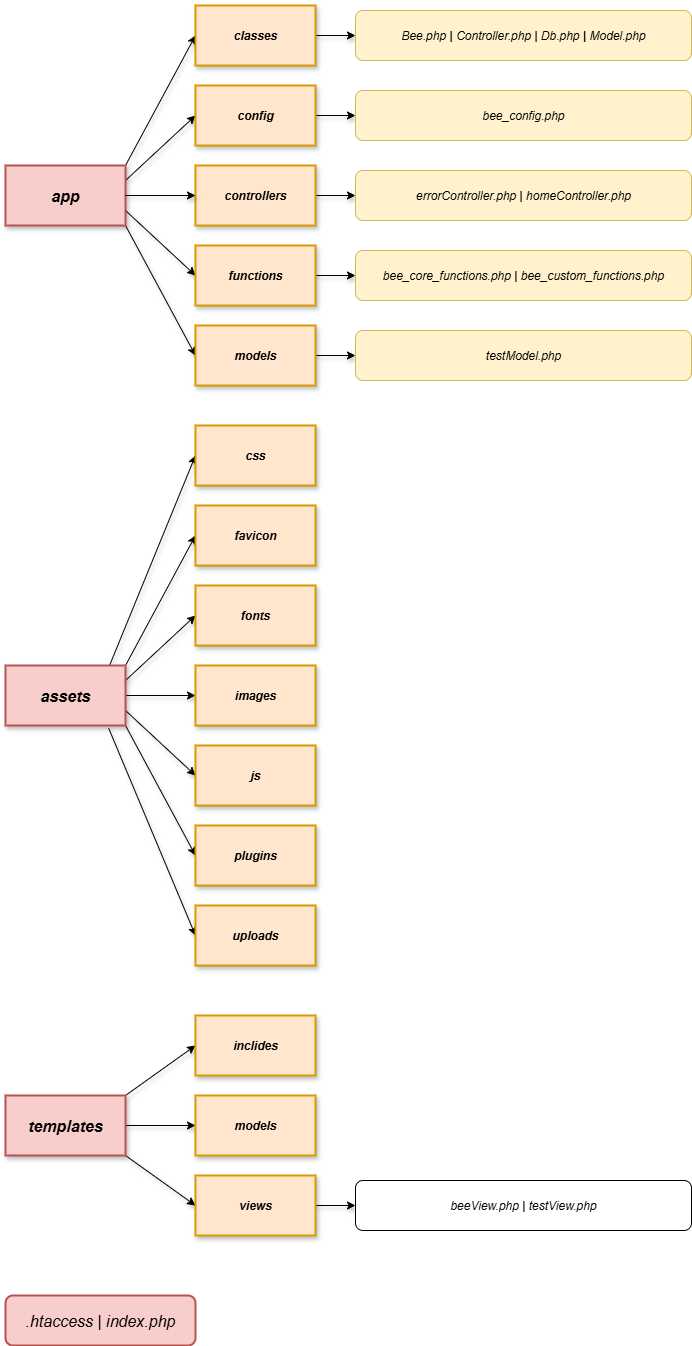 classes
Bee.php | Controller.php | Db.php | Model.php
config
bee_config.php
app
controllers
errorController.php | homeController.php
functions
bee_core_functions.php | bee_custom_functions.php
models
testModel.php
css
favicon
fonts
assets
images
js
plugins
uploads
inclides
templates
models
views
beeView.php | testView.php
.htaccess | index.php